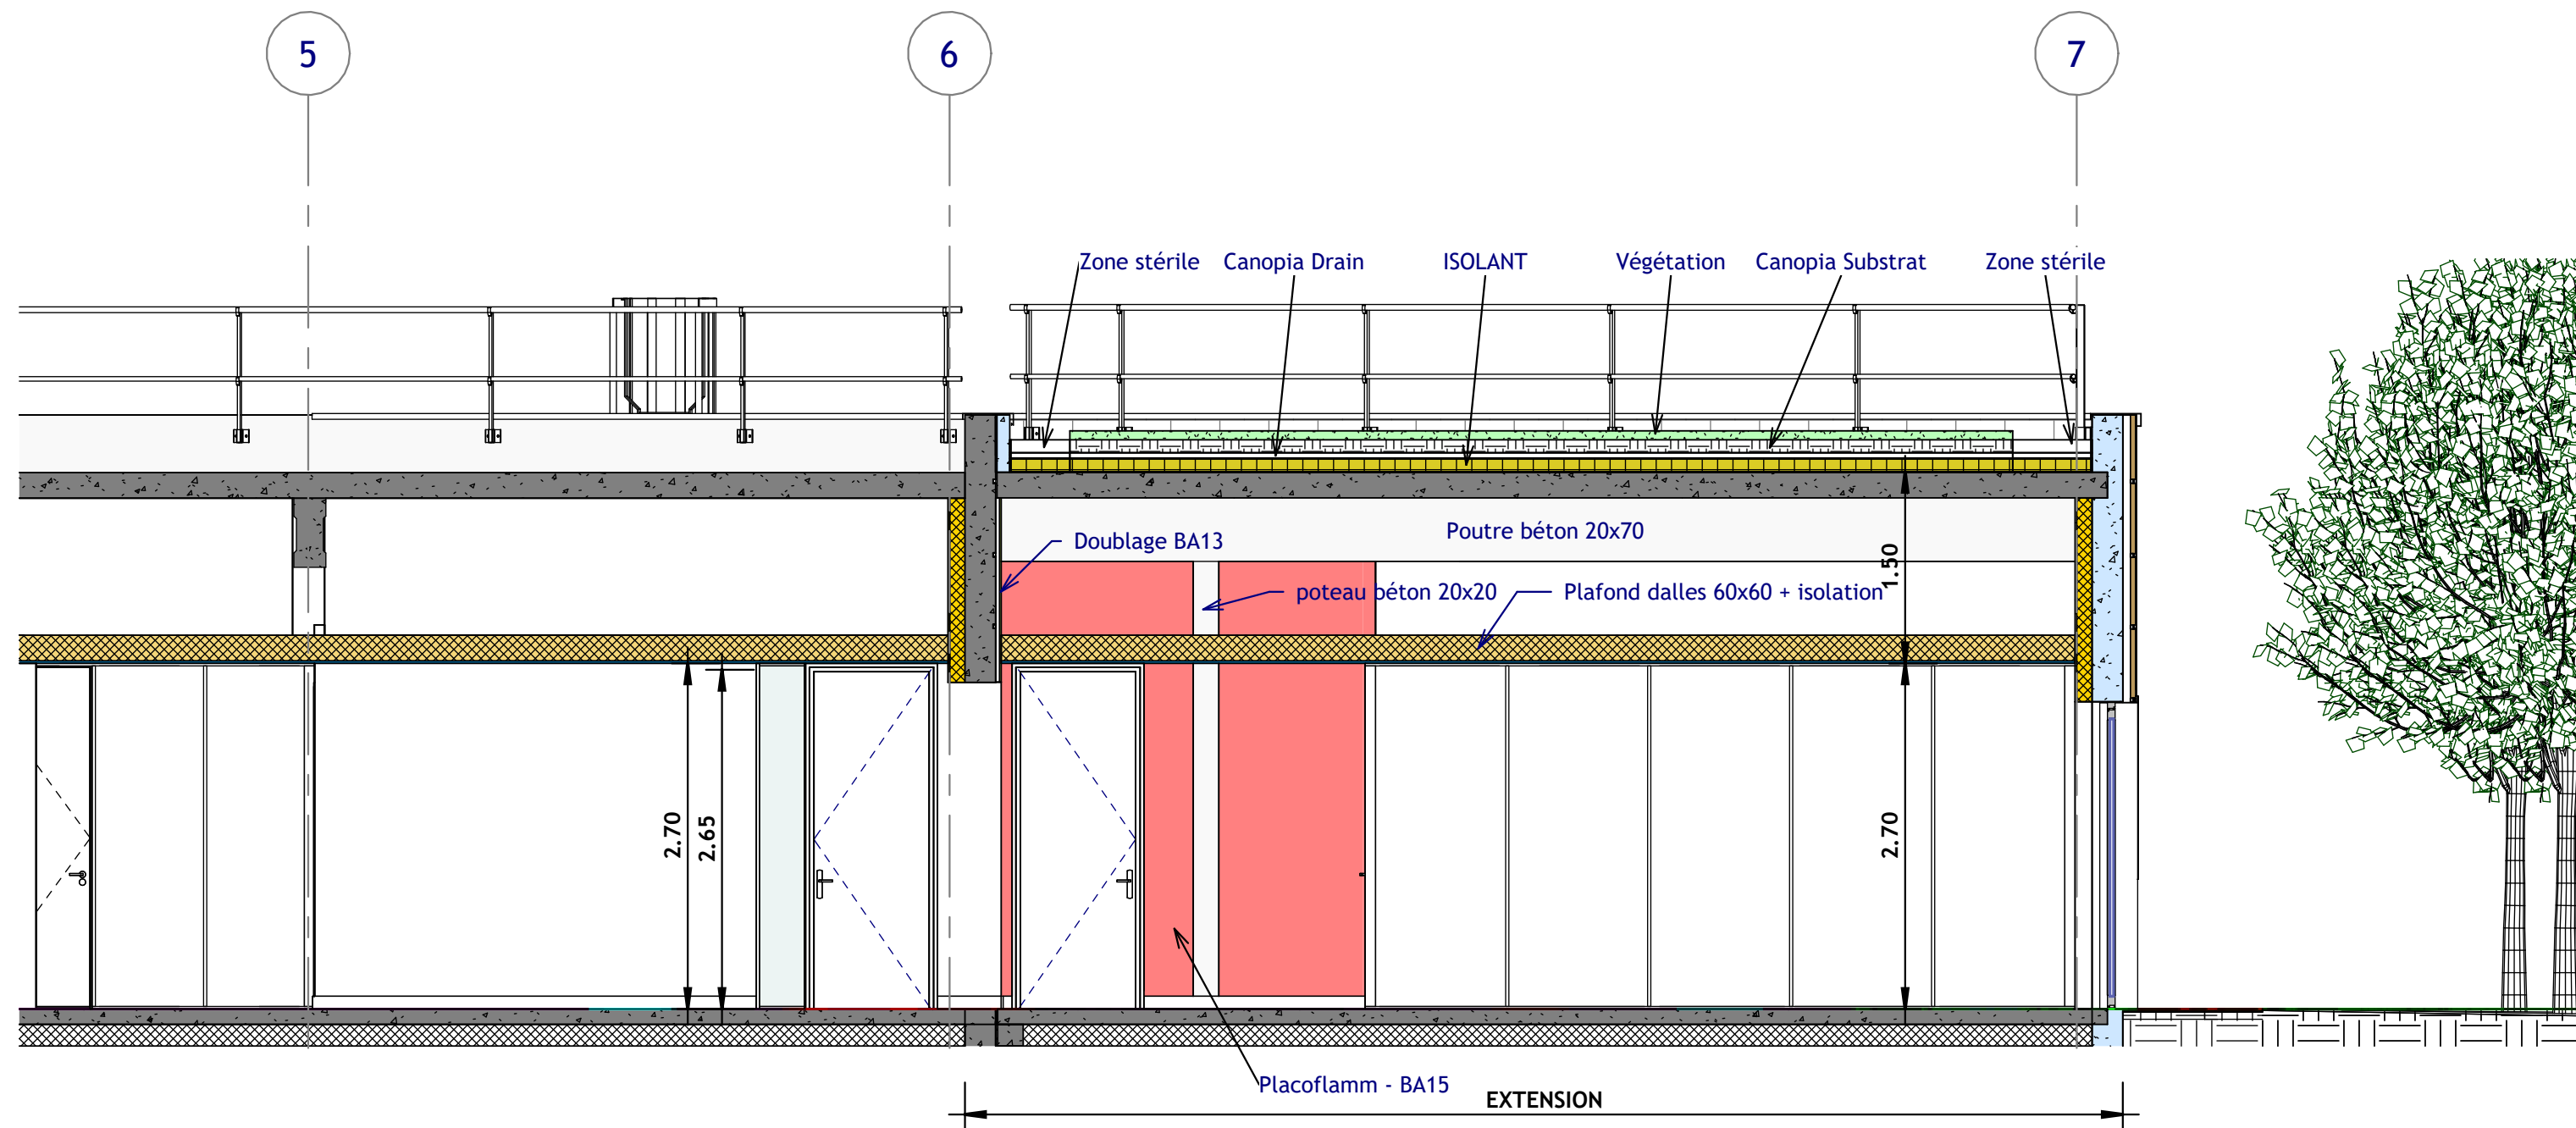 5
6
7
Zone stérile
Canopia Drain
ISOLANT
Végétation
Canopia Substrat
Zone stérile
Poutre béton 20x70
Doublage BA13
1.50
poteau béton 20x20
Plafond dalles 60x60 + isolation
2.70
2.65
2.70
Placoflamm - BA15
EXTENSION